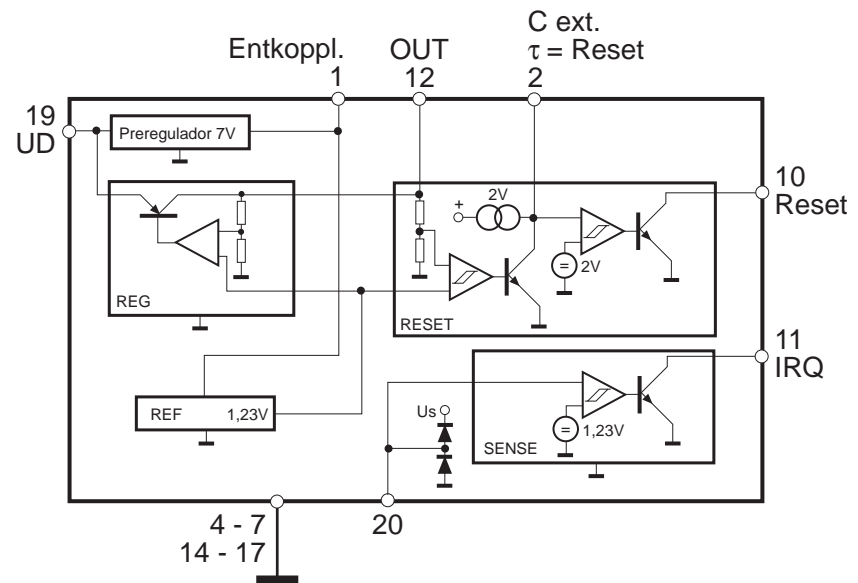 C ext.
Entkoppl.
OUT
τ = Reset
1
12
2
19
UD
Preregulador 7V
10
Reset
2V
+
=
2V
REG
RESET
11
IRQ
REF
1,23V
Us
=
1,23V
SENSE
4 - 7
14 - 17
20